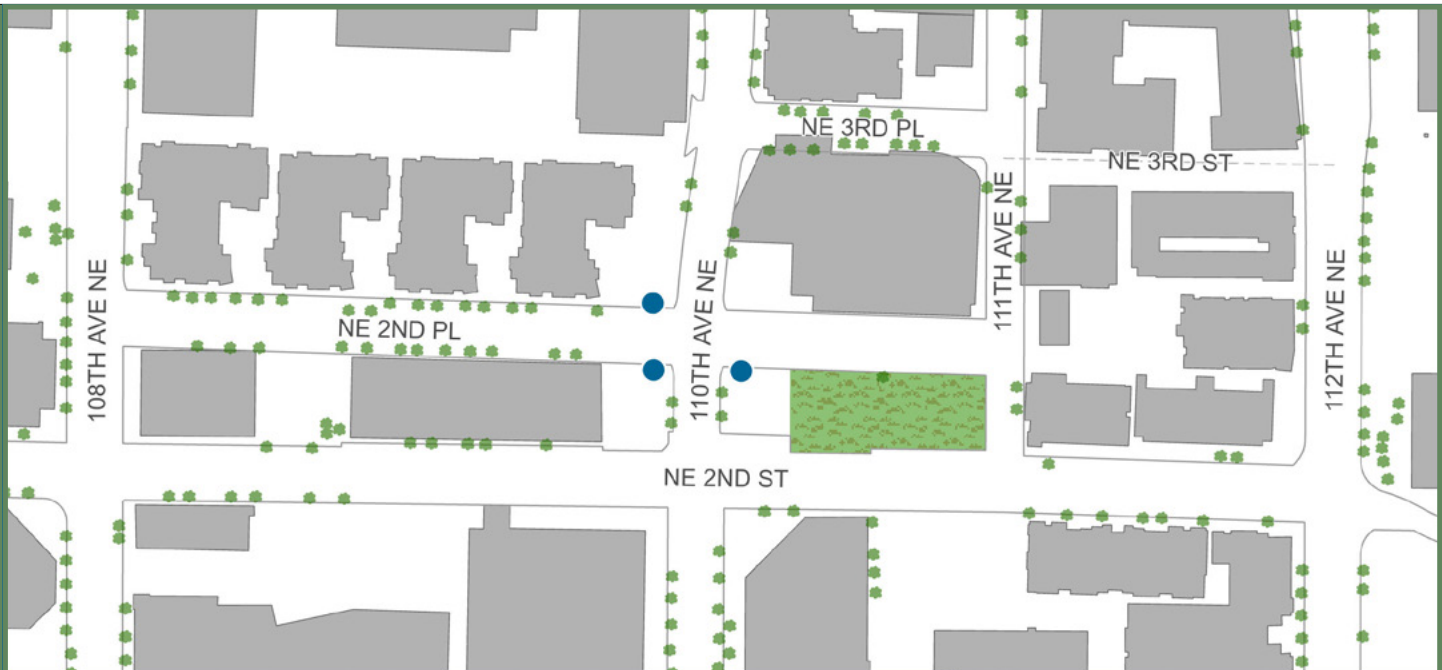 NE 3RD PL
NE 3RD ST
111TH AVE NE
108TH AVE NE
NE 2ND PL
110TH AVE NE
112TH AVE NE
NE 2ND ST